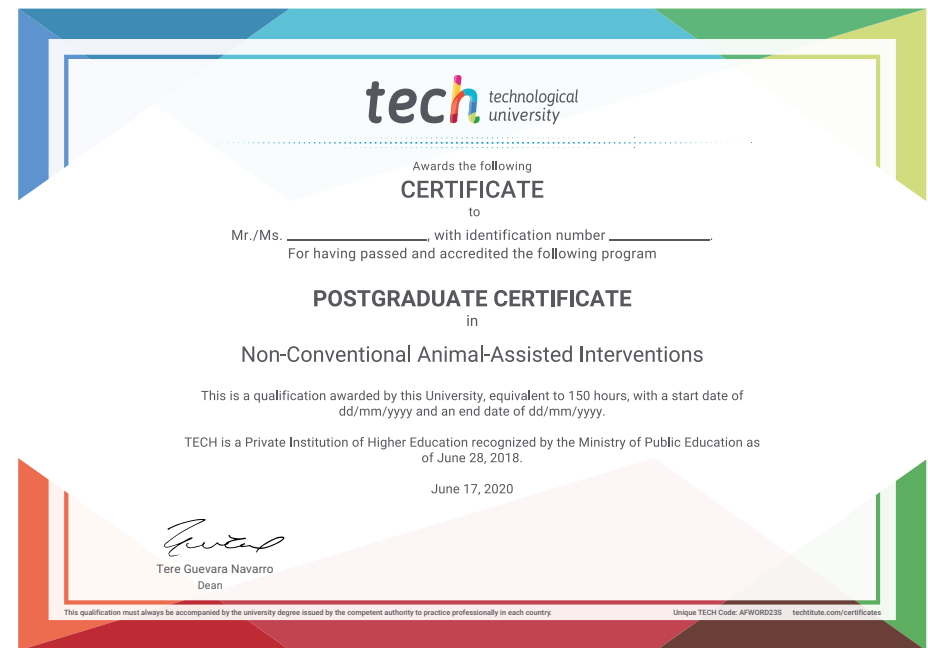 tech technological
university
Awards the following
CERTIFICATE
to
Mr./Ms. ____________________, with identification number ______________.
For having passed and accredited the following program
POSTGRADUATE CERTIFICATE
in
Non-Conventional Animal-Assisted Interventions
This is a qualification awarded by this University, equivalent to 150 hours, with a start date of
dd/mm/yyyy and an end date of dd/mm/yyyy.
TECH is a Private Institution of Higher Education recognized by the Ministry of Public Education as
of June 28, 2018.
June 17, 2020
Tere Guevara Navarro
Dean
This qualification must always be accompanied by the university degree issued by the competent authority to practice professionally in each country. Unique TECH Code: AFWORD23S techtitute.com/certificates